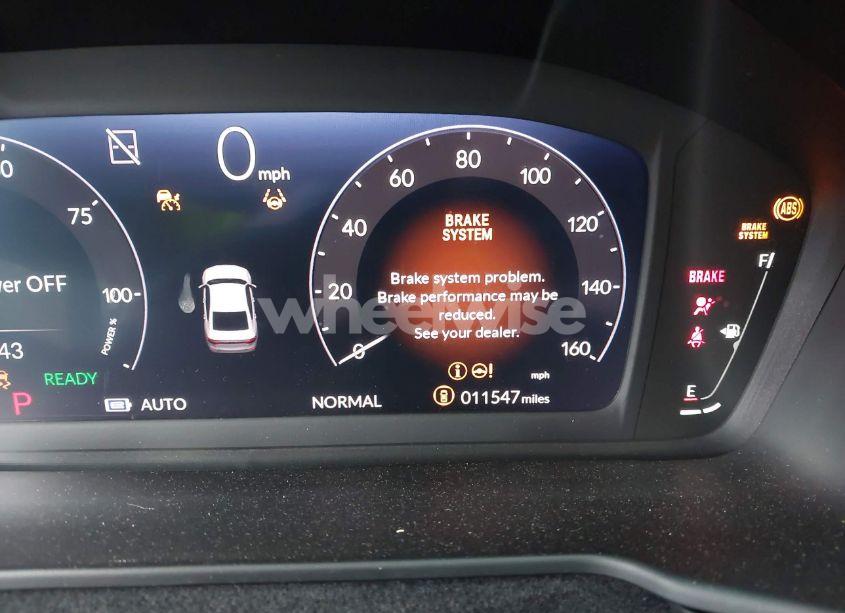 0 mph
75
100
POWER %
wer OFF
43
READY
P
AUTO
NORMAL
0
20
40
60
80
100
120
140
160
BRAKE
SYSTEM
Brake system problem.
Brake performance may be
reduced.
See your dealer.
mph
011547 miles
wheelwise
ABS
BRAKE
SYSTEM
BRAKE
F
E